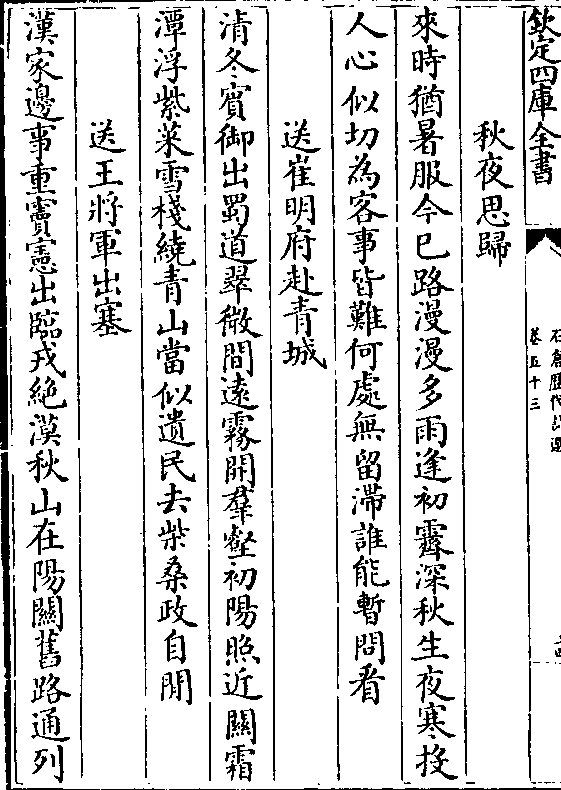 欽定四庫全書
石倉歷代詩選
卷五十三
秋夜思歸
來時猶暑服今已路漫漫多雨逢初霽深秋生夜寒投
人心似切為客事皆難何處無留滯誰能暫問看
送崔明府赴青城
清冬賓御出蜀道翠微間逺霧開羣壑初陽照近關霜
潭浮紫萊雪棧繞青山當似遺民去柴桑政自閒
送王將軍出塞
漢家邊事重竇憲出臨戎絶漠秋山在陽關舊路通列